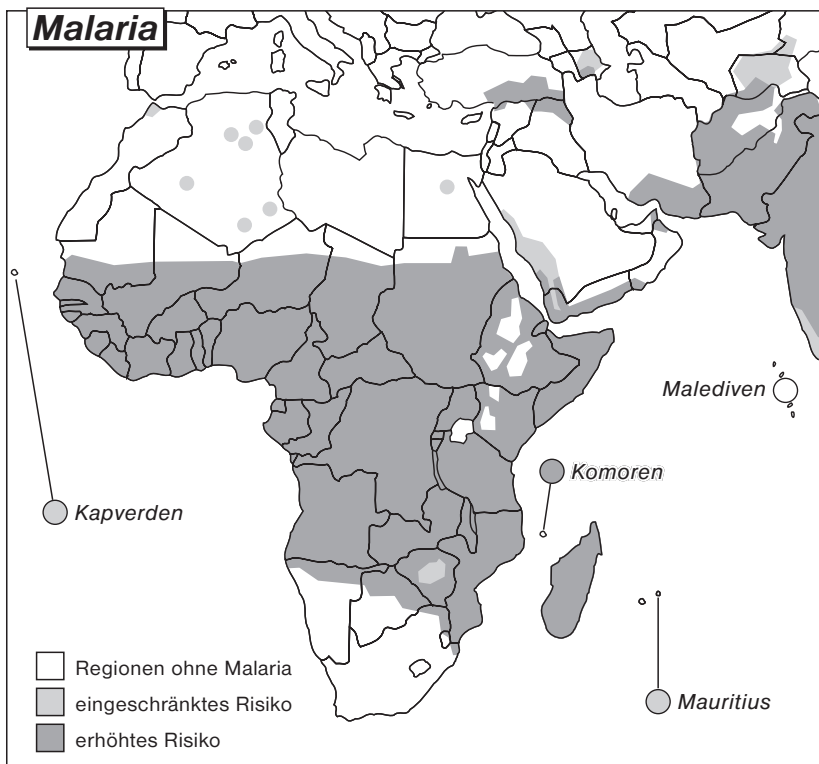 Malaria
Malediven
Komoren
Kapverden
Mauritius
Regionen ohne Malaria
eingeschränktes Risiko
erhöhtes Risiko